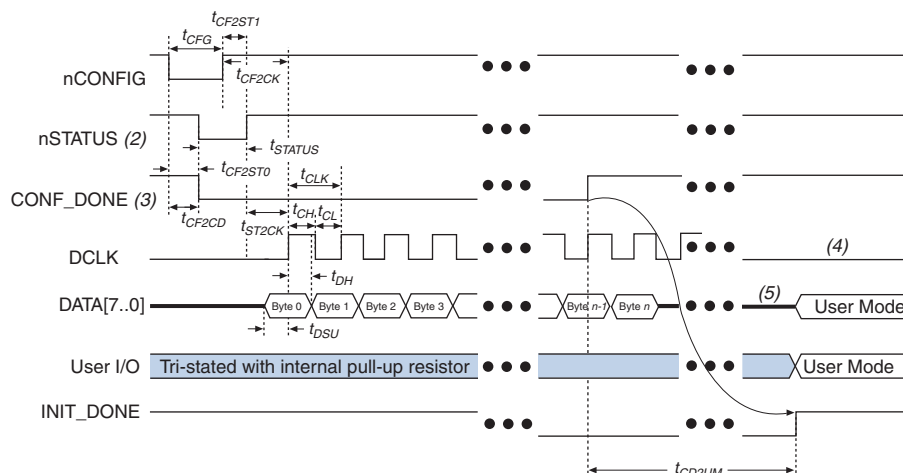 tCF2ST1
tCFG
nCONFIG
tCF2CK
nSTATUS (2)
tSTATUS
tCF2ST0
tCLK
CONF_DONE (3)
tCF2CD
tST2CK
tCH
tCL
DCLK
(4)
tDH
DATA[7..0]
Byte 0
Byte 1
Byte 2
Byte 3
Byte n-1
Byte n
(5)
User Mode
tDSU
User I/O
Tri-stated with internal pull-up resistor
User Mode
INIT_DONE
tCD2UM